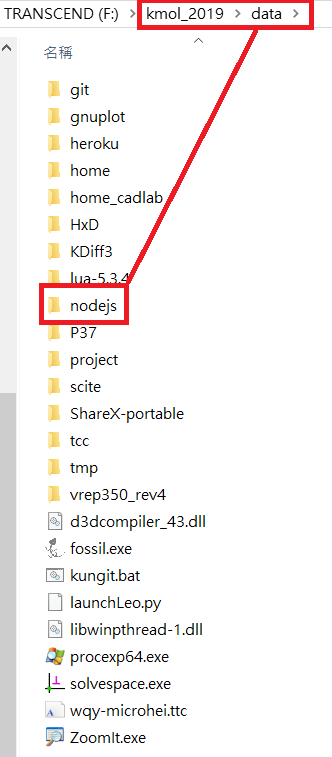 TRANSCEND (F:) > kmol_2019 > data >
名稱
git
gnuplot
heroku
home
home_cadlab
HxD
KDiff3
lua-5.3.4
nodejs
P37
project
scite
ShareX-portable
tcc
tmp
vrep350_rev4
d3dcompiler_43.dll
fossil.exe
kungit.bat
launchLeo.py
libwinpthread-1.dll
procexp64.exe
solvespace.exe
wqy-microhei.ttc
ZoomIt.exe